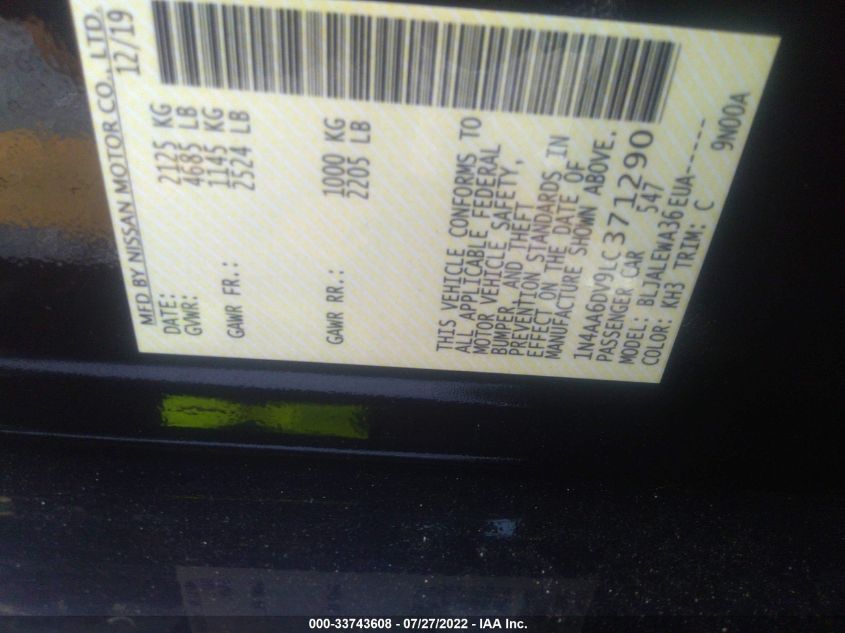 MFD BY NISSAN MOTOR CO., LTD.
DATE: 12/19
GVWR: 2125 KG
4685 LB
GAWR FR.: 1145 KG
2524 LB
GAWR RR.: 1000 KG
2205 LB
THIS VEHICLE CONFORMS TO
ALL APPLICABLE FEDERAL
MOTOR VEHICLE SAFETY,
BUMPER, AND THEFT
PREVENTION STANDARDS IN
EFFECT ON THE DATE OF
MANUFACTURE SHOWN ABOVE.
1N4AA6DV9LC371290
PASSENGER CAR 547
MODEL: BLJALEWA36EUA-----
COLOR: KH3 TRIM: C 9N00A
000-33743608 / 07/27/2022 - IAA Inc.